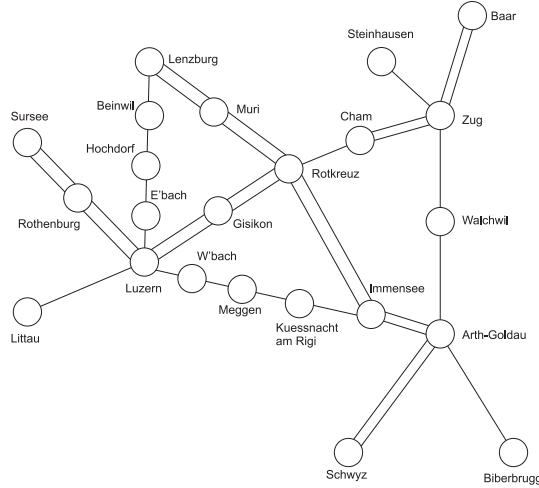 Baar
Steinhausen
Lenzburg
Beinwil
Muri
Sursee
Cham
Zug
Hochdorf
Rotkreuz
E'bach
Rothenburg
Gisikon
Walchwil
W'bach
Luzern
Immensee
Meggen
Littau
Kuessnacht
am Rigi
Arth-Goldau
Schwyz
Biberbrugg